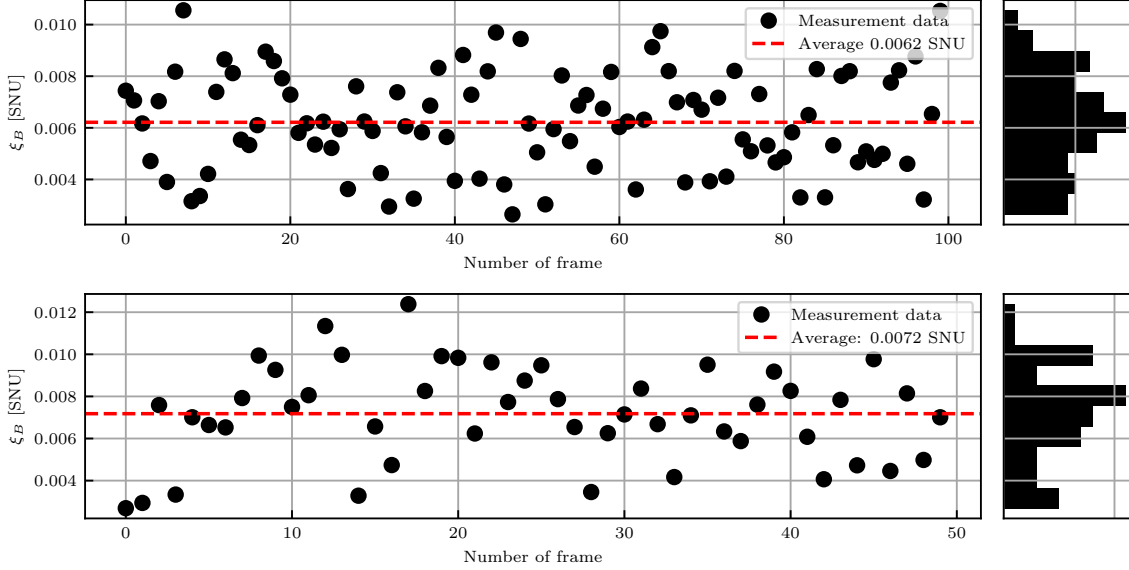 0.010
0.008
0.006
0.004
ξ_B [SNU]
Measurement data
Average 0.0062 SNU
0 20 40 60 80 100
Number of frame
0.012
0.010
0.008
0.006
0.004
ξ_B [SNU]
Measurement data
Average: 0.0072 SNU
0 10 20 30 40 50
Number of frame